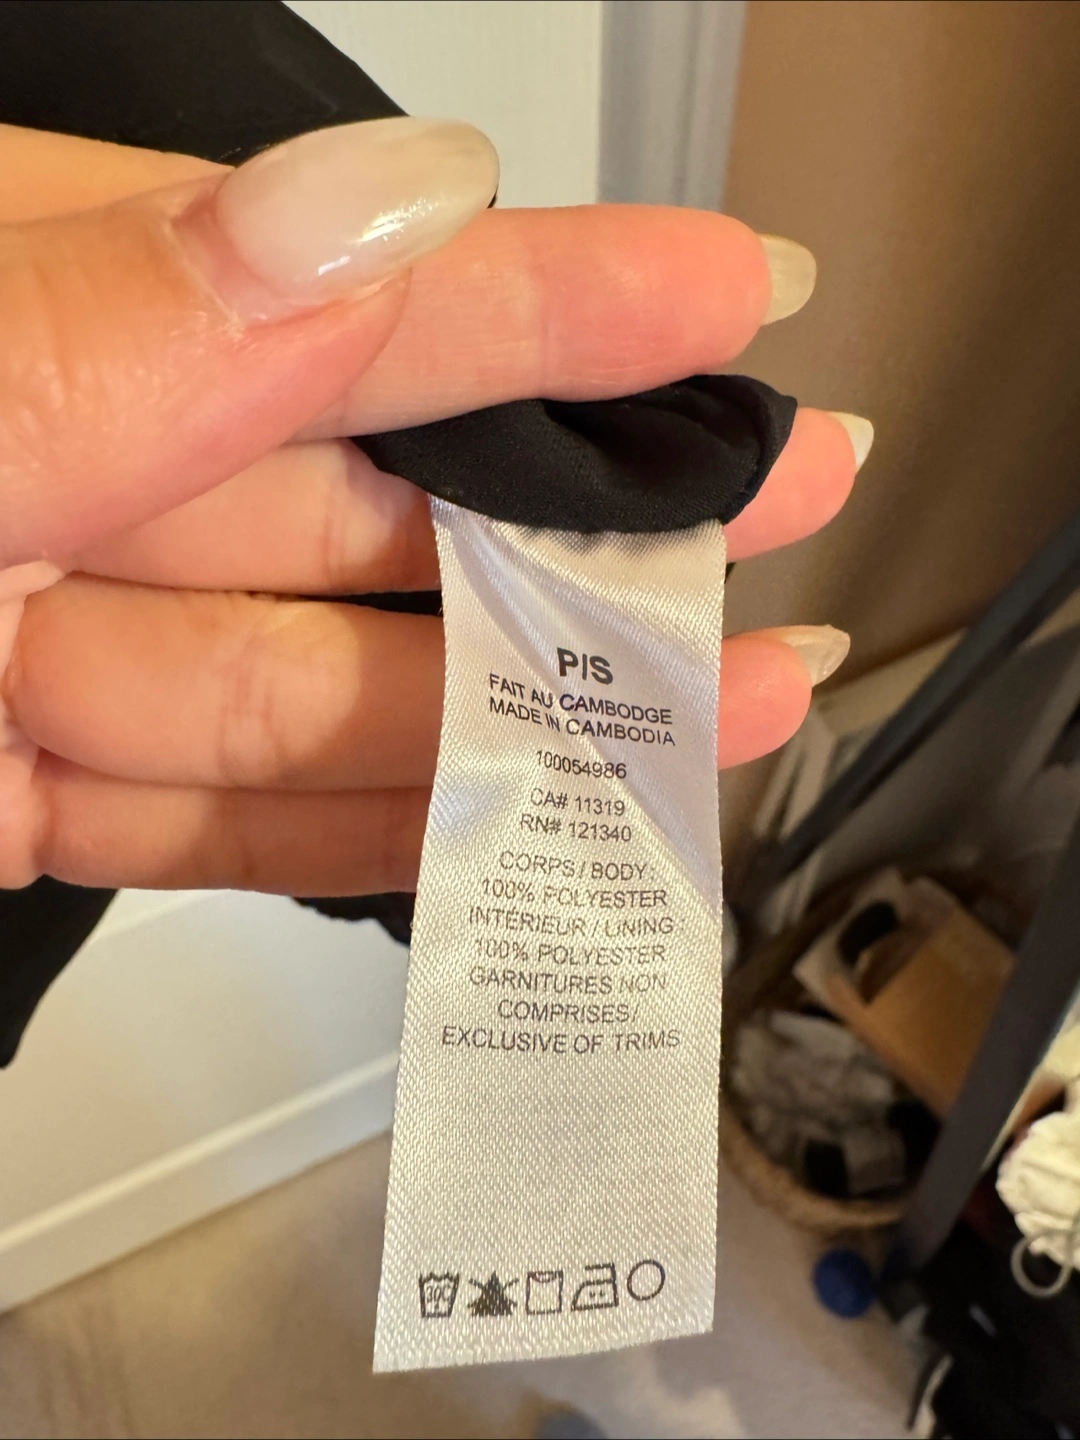 P/S
FAIT AU CAMBODGE
MADE IN CAMBODIA
100054986
CA# 11319
RN# 121340
CORPS / BODY:
100% POLYESTER
INTÉRIEUR / LINING :
100% POLYESTER
GARNITURES NON
COMPRISES/
EXCLUSIVE OF TRIMS
30C